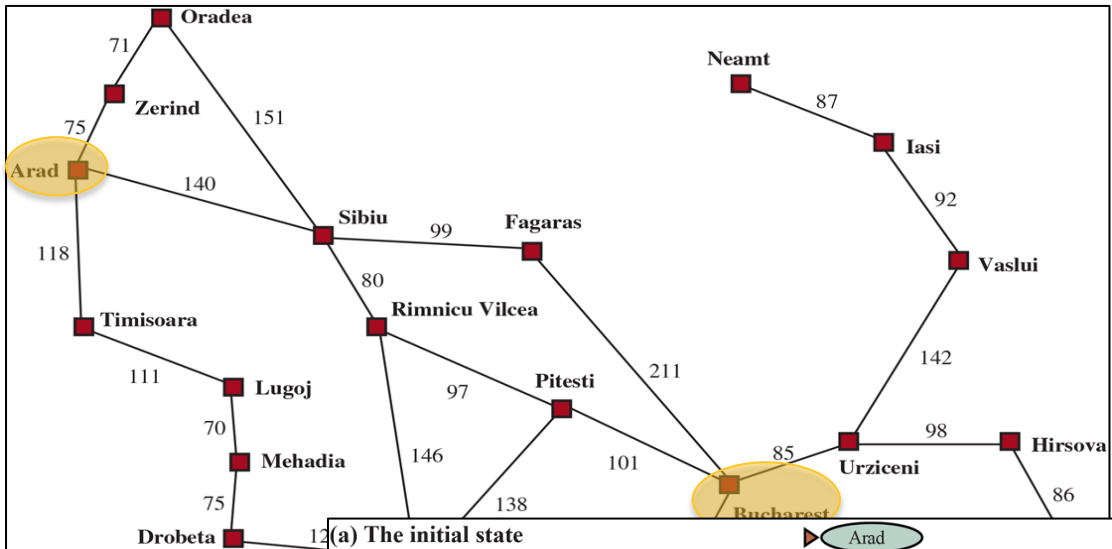 Oradea
71
Neamt
Zerind
87
151
75
Iasi
Arad
140
92
Sibiu
Fagaras
99
118
Vaslui
80
Timisoara
Rimnicu Vilcea
142
111
211
Lugoj
97
Pitesti
70
98
Hirsova
146
101
85
Urziceni
Mehadia
75
138
86
Bucharest
Drobeta
12
(a) The initial state
Arad